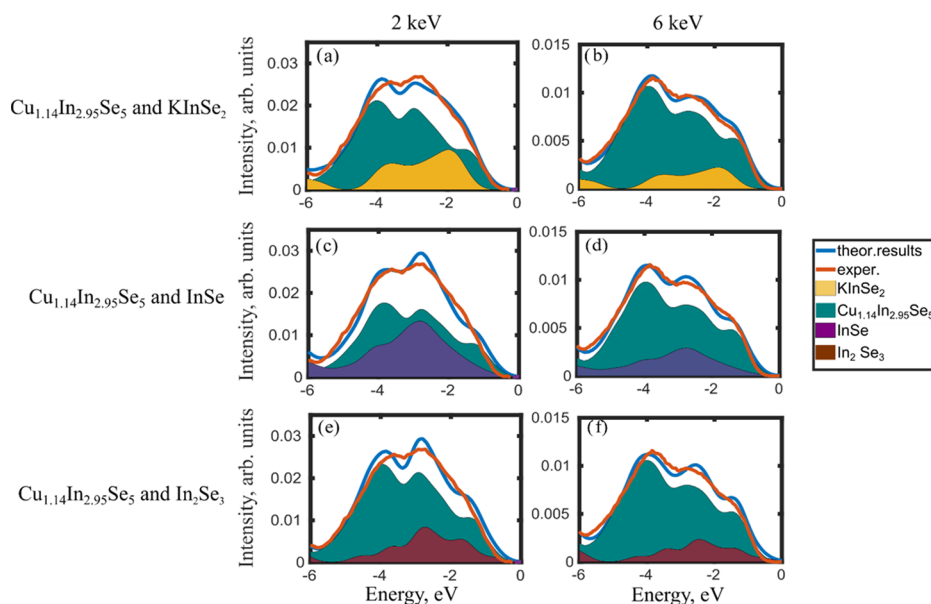 2 keV 6 keV
Cu1.14In2.95Se5 and KInSe2
Intensity, arb. units
0.03
0.02
0.01
0
(a)
-6 -4 -2 0
0.015
0.01
0.005
0
(b)
-6 -4 -2 0
Cu1.14In2.95Se5 and InSe
Intensity, arb. units
0.03
0.02
0.01
0
(c)
-6 -4 -2 0
0.015
0.01
0.005
0
(d)
-6 -4 -2 0
theor.results
exper.
KInSe2
Cu1.14In2.95Se5
InSe
In2 Se3
Cu1.14In2.95Se5 and In2Se3
Intensity, arb. units
0.03
0.02
0.01
0
(e)
-6 -4 -2 0
Energy, eV
0.015
0.01
0.005
0
(f)
-6 -4 -2 0
Energy, eV